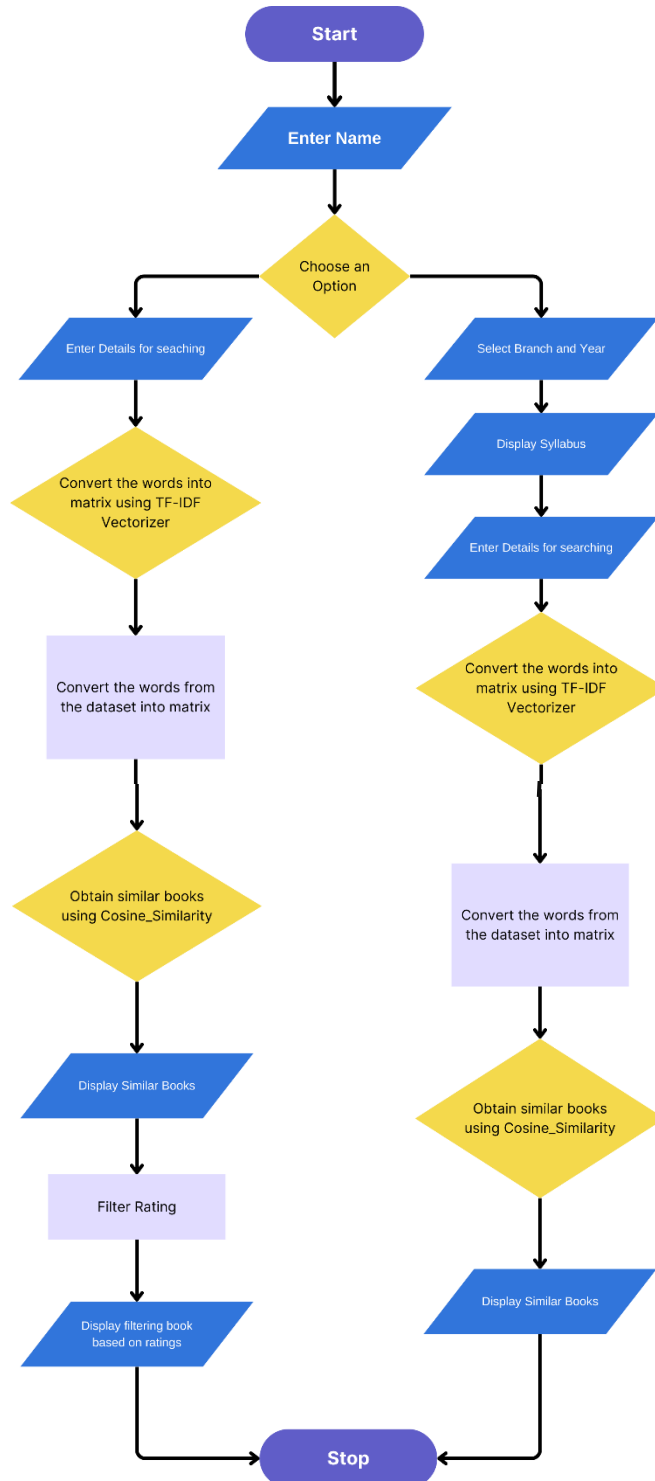 Start
Enter Name
Choose an
Option
Enter Details for seaching
Convert the words into
matrix using TF-IDF
Vectorizer
Convert the words from
the dataset into matrix
Obtain similar books
using Cosine_Similarity
Display Similar Books
Filter Rating
Display filtering book
based on ratings
Select Branch and Year
Display Syllabus
Enter Details for searching
Convert the words into
matrix using TF-IDF
Vectorizer
Convert the words from
the dataset into matrix
Obtain similar books
using Cosine_Similarity
Display Similar Books
Stop